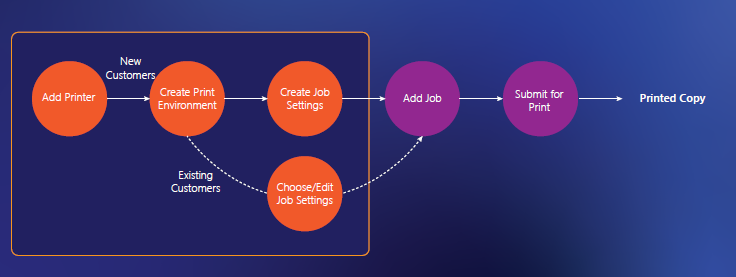 New
Customers
Add Printer
Create Print
Environment
Create Job
Settings
Add Job
Submit for
Print
Printed Copy
Existing
Customers
Choose/Edit
Job Settings